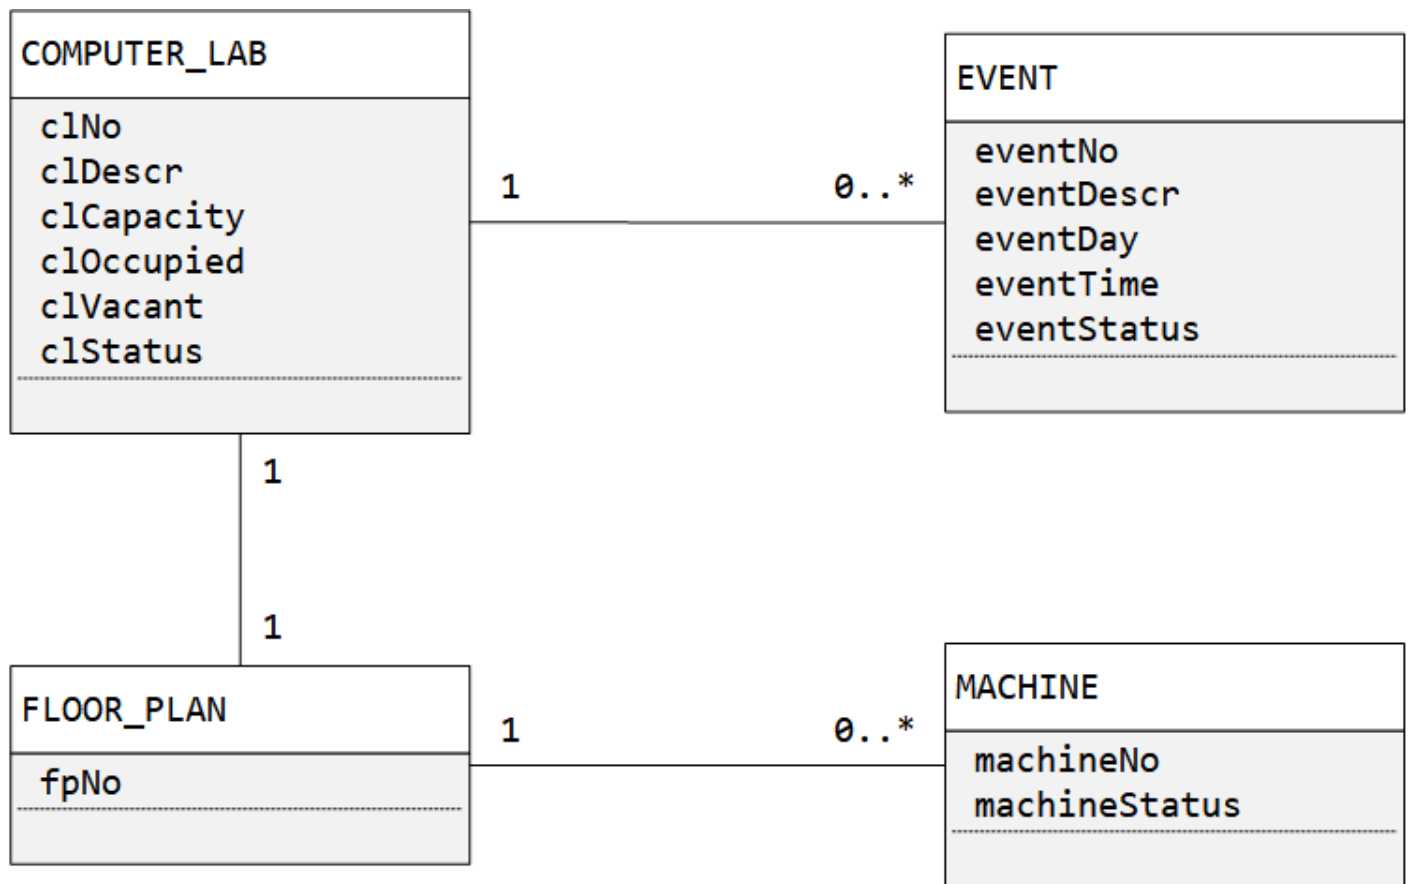 COMPUTER_LAB
clNo
clDescr
clCapacity
clOccupied
clVacant
clStatus
1
0..*
EVENT
eventNo
eventDescr
eventDay
eventTime
eventStatus
1
1
FLOOR_PLAN
fpNo
1
0..*
MACHINE
machineNo
machineStatus